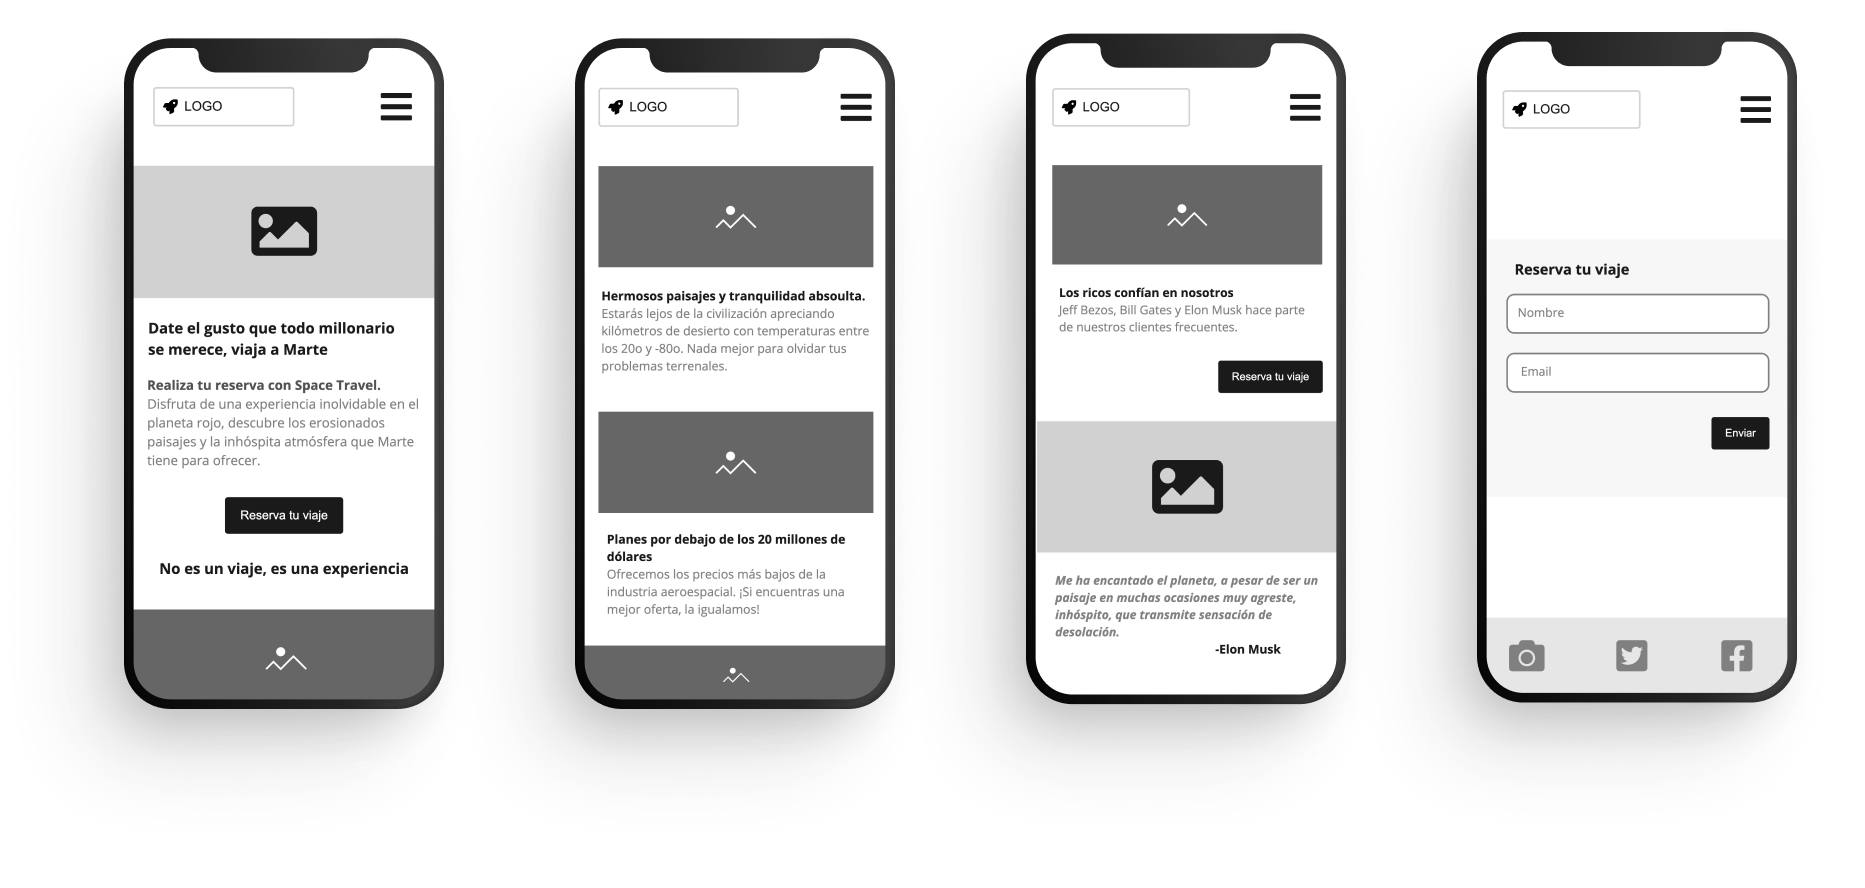 LOGO
Date el gusto que todo millonario
se merece, viaja a Marte
Realiza tu reserva con Space Travel.
Disfruta de una experiencia inolvidable en el
planeta rojo, descubre los erosionados
paisajes y la inhóspita atmósfera que Marte
tiene para ofrecer.
Reserva tu viaje
No es un viaje, es una experiencia
LOGO
Hermosos paisajes y tranquilidad absoulta.
Estarás lejos de la civilización apreciando
kilómetros de desierto con temperaturas entre
los 20o y -80o. Nada mejor para olvidar tus
problemas terrenales.
Planes por debajo de los 20 millones de
dólares
Ofrecemos los precios más bajos de la
industria aeroespacial. ¡Si encuentras una
mejor oferta, la igualamos!
LOGO
Los ricos confían en nosotros
Jeff Bezos, Bill Gates y Elon Musk hace parte
de nuestros clientes frecuentes.
Reserva tu viaje
Me ha encantado el planeta, a pesar de ser un
paisaje en muchas ocasiones muy agreste,
inhóspito, que transmite sensación de
desolación.
-Elon Musk
LOGO
Reserva tu viaje
Nombre
Email
Enviar